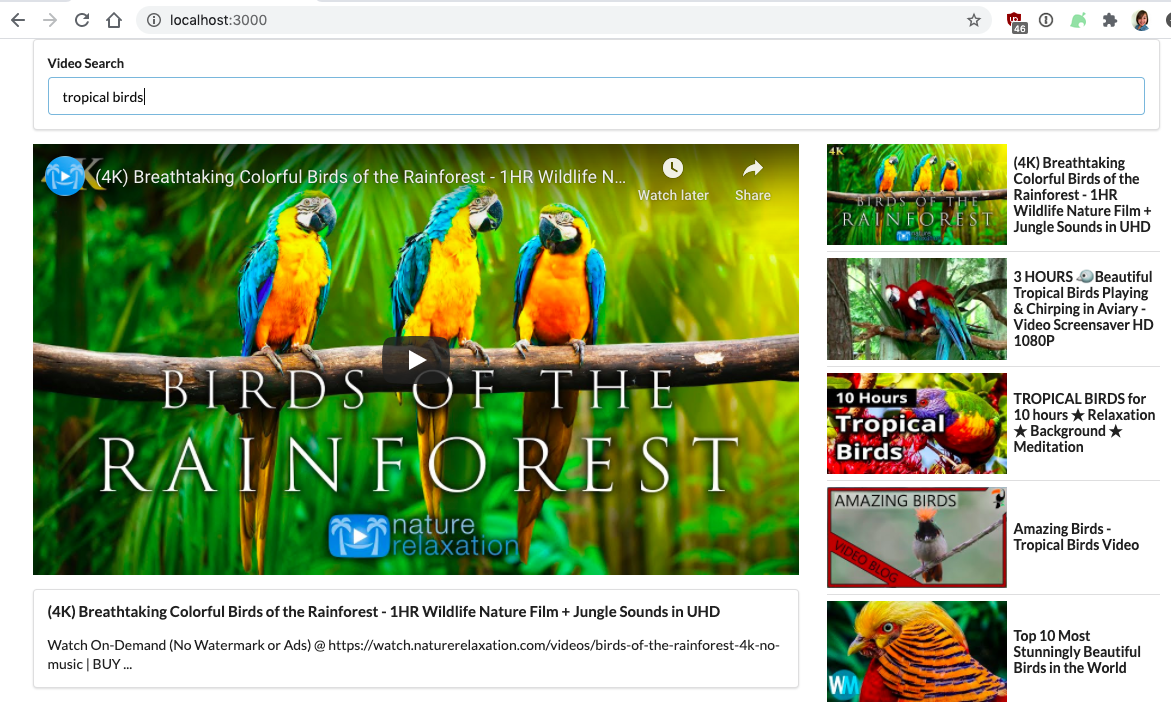 localhost:3000
46
Video Search
tropical birds
(4K) Breathtaking Colorful Birds of the Rainforest - 1HR Wildlife N...
Watch later
Share
BIRDS OF THE
RAINFOREST
nature
relaxation
(4K) Breathtaking Colorful Birds of the Rainforest - 1HR Wildlife Nature Film + Jungle Sounds in UHD
Watch On-Demand (No Watermark or Ads) @ https://watch.naturerelaxation.com/videos/birds-of-the-rainforest-4k-no-
music | BUY ...
4K
BIRDS OF THE
RAINFOREST
(4K) Breathtaking
Colorful Birds of the
Rainforest - 1HR
Wildlife Nature Film +
Jungle Sounds in UHD
3 HOURS 🐦Beautiful
Tropical Birds Playing
& Chirping in Aviary -
Video Screensaver HD
1080P
10 Hours
Tropical
Birds
TROPICAL BIRDS for
10 hours ★ Relaxation
★ Background ★
Meditation
AMAZING BIRDS
VIDEO BLOG
Amazing Birds -
Tropical Birds Video
WM
Top 10 Most
Stunningly Beautiful
Birds in the World